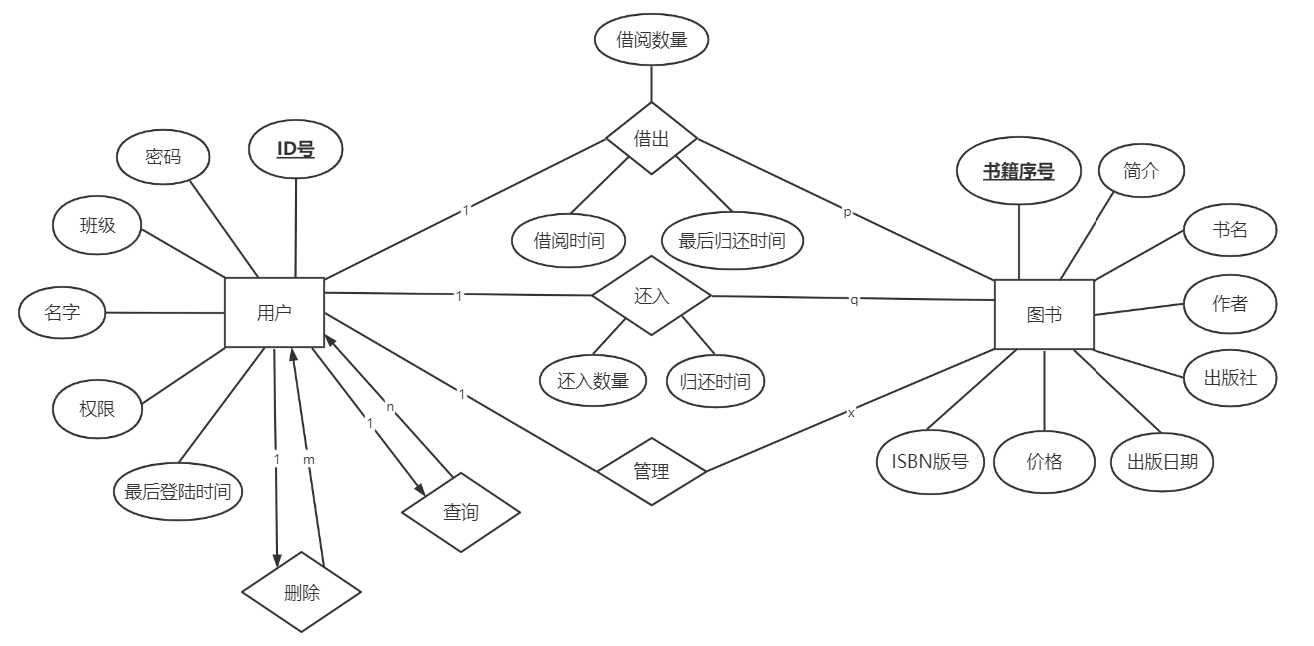 借阅数量
借出
ID号
密码
书籍序号
简介
班级
1
p
书名
借阅时间
最后归还时间
还入
1
q
名字
用户
图书
作者
还入数量
归还时间
出版社
权限
n
1
1
x
1
m
管理
ISBN版号
价格
出版日期
最后登陆时间
查询
删除